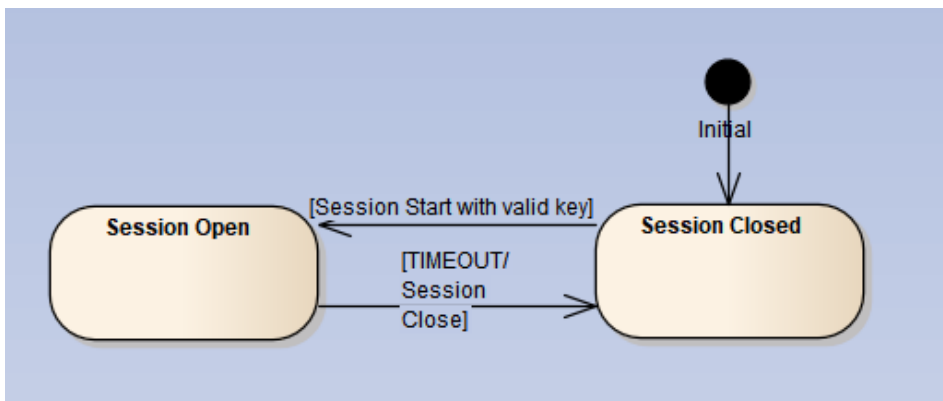 Initial
[Session Start with valid key]
Session Open
Session Closed
[TIMEOUT/
Session
Close]